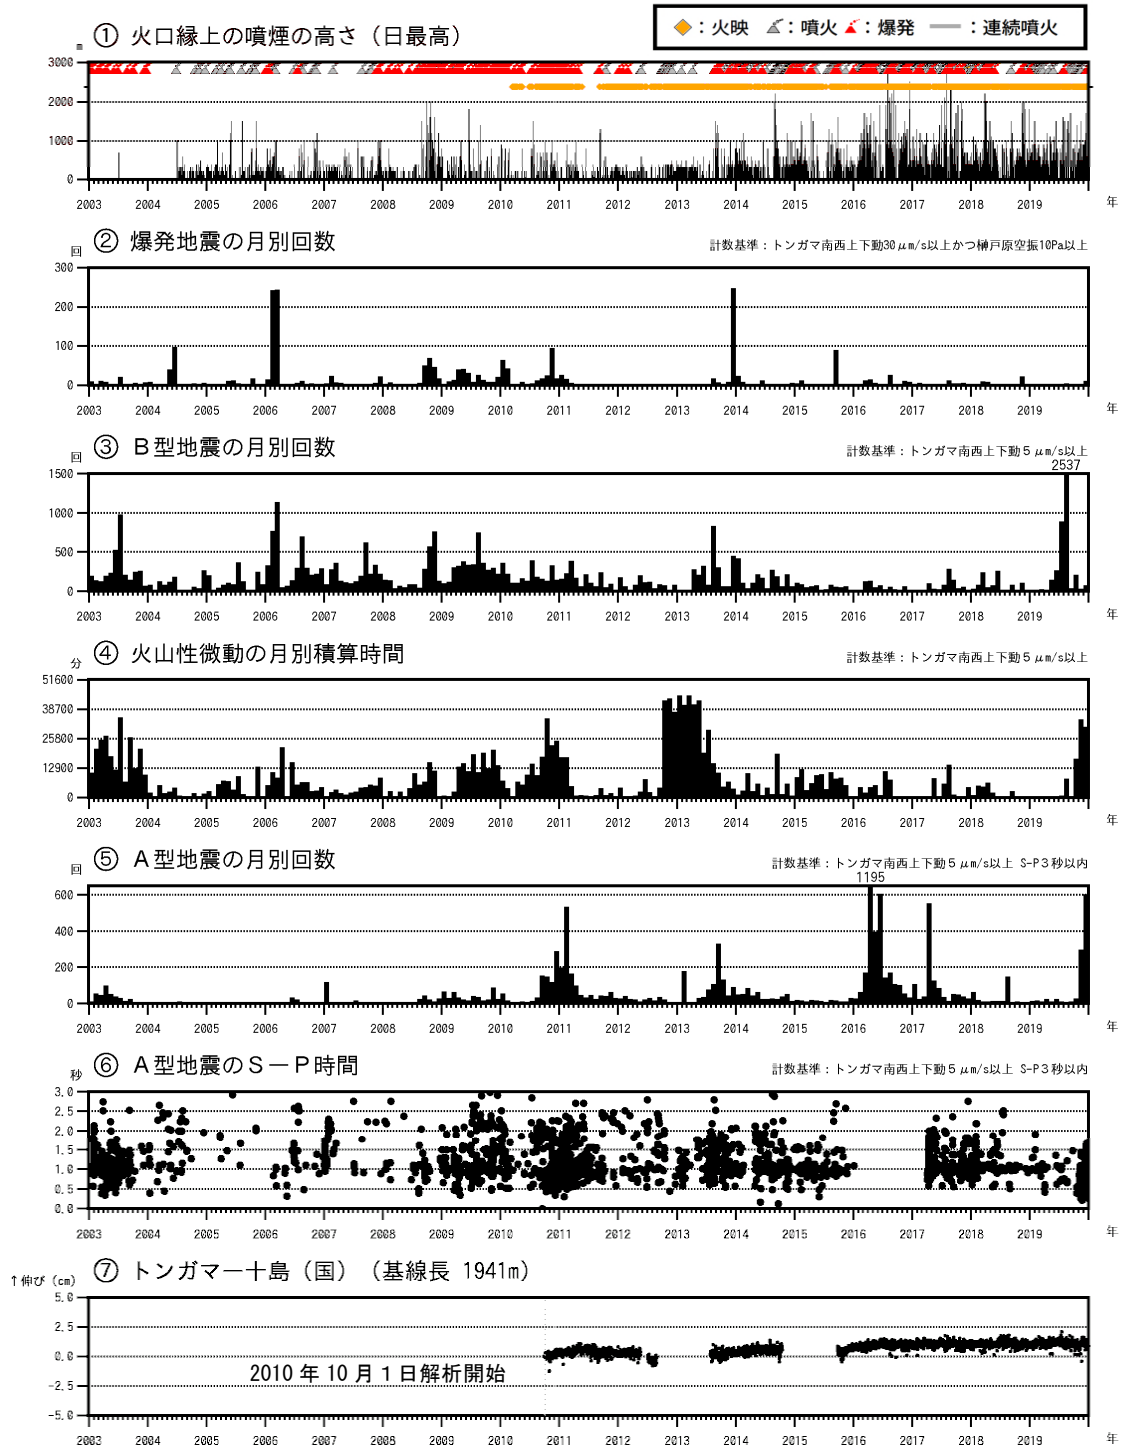 ◆：火映　：噴火　：爆発　：連続噴火
① 火口縁上の噴煙の高さ（日最高）
m
3000
2000
1000
0
2003 2004 2005 2006 2007 2008 2009 2010 2011 2012 2013 2014 2015 2016 2017 2018 2019 年
② 爆発地震の月別回数
回
計数基準：トンガマ南西上下動30μm/s以上かつ榊戸原空振10Pa以上
300
200
100
0
2003 2004 2005 2006 2007 2008 2009 2010 2011 2012 2013 2014 2015 2016 2017 2018 2019 年
③ Ｂ型地震の月別回数
回
計数基準：トンガマ南西上下動５μm/s以上
2537
1500
1000
500
0
2003 2004 2005 2006 2007 2008 2009 2010 2011 2012 2013 2014 2015 2016 2017 2018 2019 年
④ 火山性微動の月別積算時間
分
計数基準：トンガマ南西上下動５μm/s以上
51600
38700
25800
12900
0
2003 2004 2005 2006 2007 2008 2009 2010 2011 2012 2013 2014 2015 2016 2017 2018 2019 年
⑤ Ａ型地震の月別回数
回
計数基準：トンガマ南西上下動５μm/s以上 S-P３秒以内
1195
600
400
200
0
2003 2004 2005 2006 2007 2008 2009 2010 2011 2012 2013 2014 2015 2016 2017 2018 2019 年
⑥ Ａ型地震のＳ－Ｐ時間
秒
計数基準：トンガマ南西上下動５μm/s以上 S-P３秒以内
3.0
2.5
2.0
1.5
1.0
0.5
0.0
2003 2004 2005 2006 2007 2008 2009 2010 2011 2012 2013 2014 2015 2016 2017 2018 2019 年
⑦ トンガマー十島（国）（基線長 1941m）
↑伸び（cm）
5.0
2.5
0.0
-2.5
-5.0
2010 年 10 月 １日解析開始
2003 2004 2005 2006 2007 2008 2009 2010 2011 2012 2013 2014 2015 2016 2017 2018 2019 年